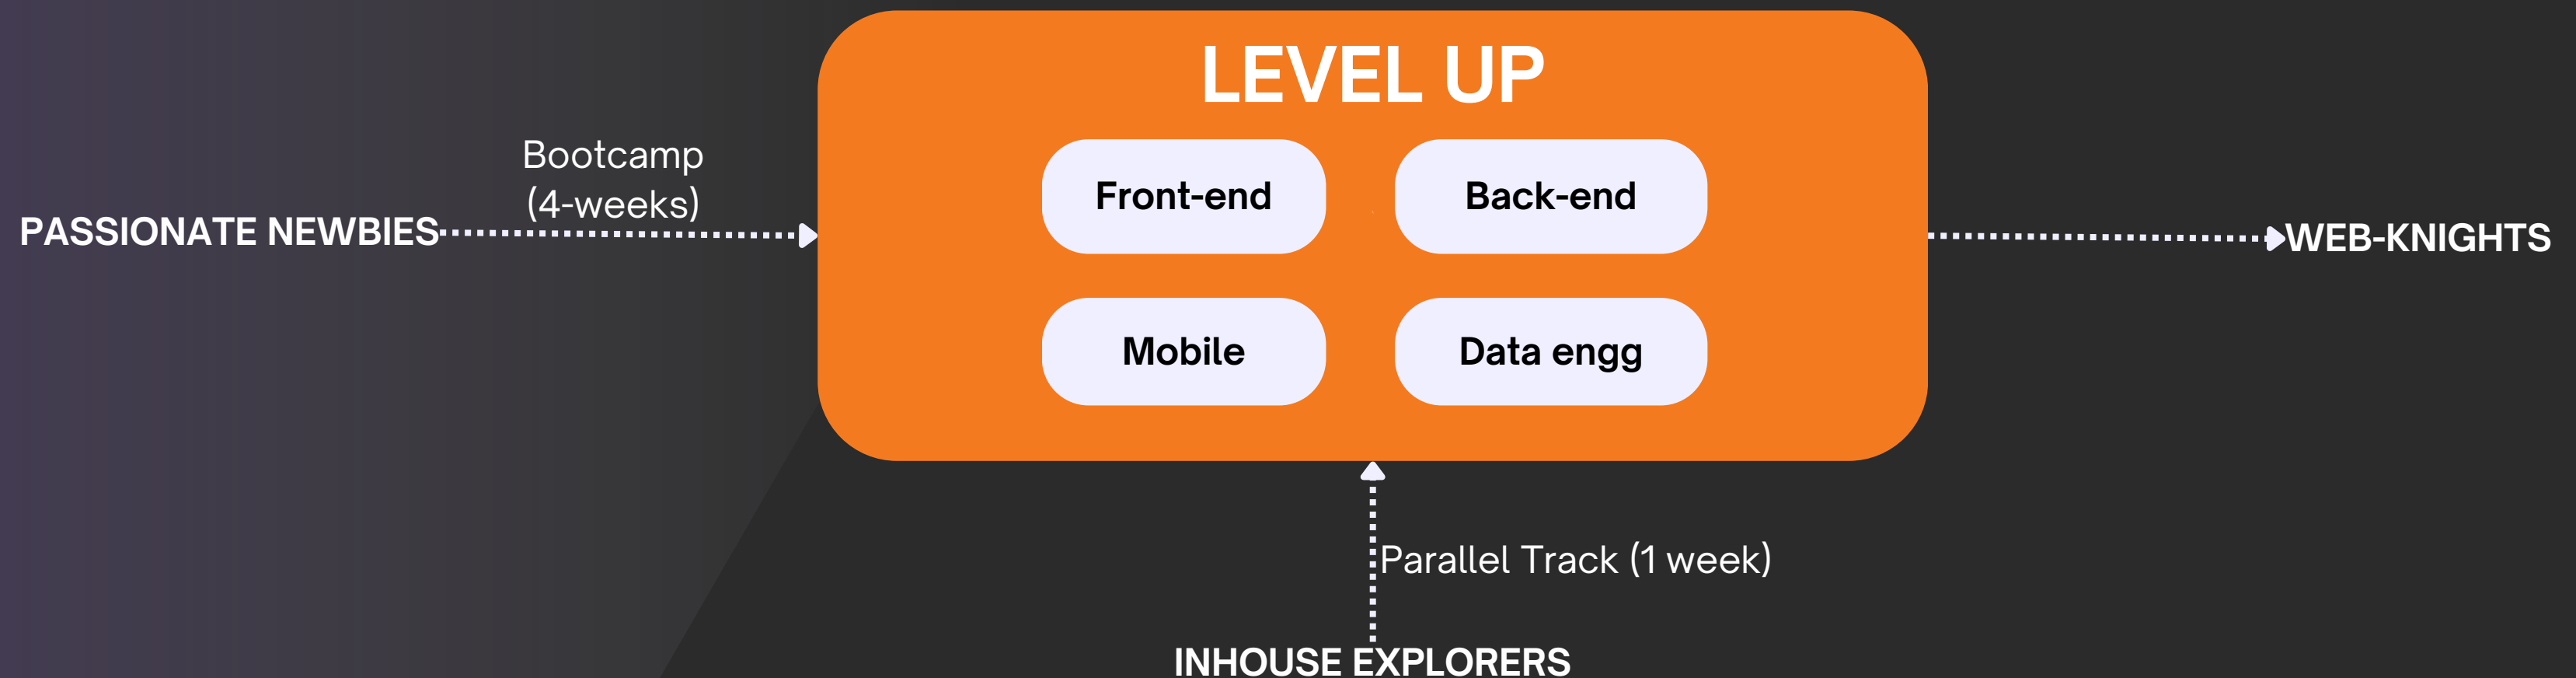 LEVEL UP
Bootcamp
(4-weeks)
Front-end
Back-end
PASSIONATE NEWBIES
WEB-KNIGHTS
Mobile
Data engg
Parallel Track (1 week)
INHOUSE EXPLORERS